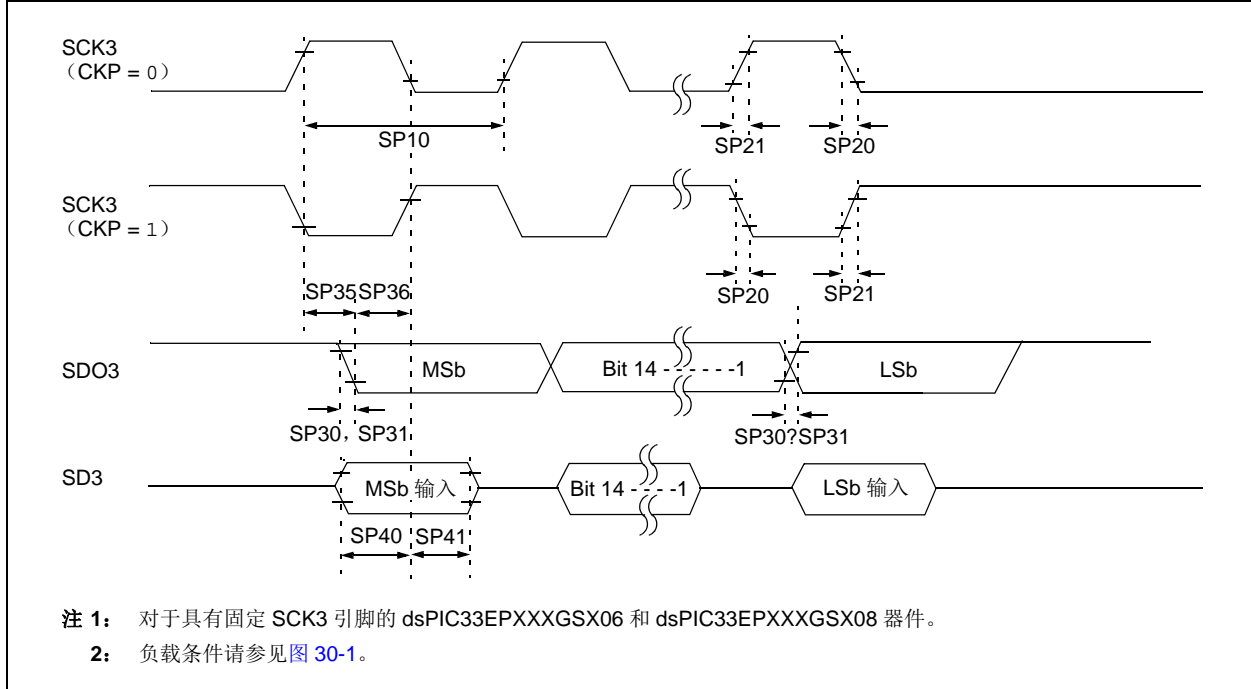 SCK3
（CKP = 0）
SP10
SP21
SP20
SCK3
（CKP = 1）
SP20
SP21
SP35
SP36
SDO3
MSb
Bit 14 - - - - - - -1
LSb
SP30，SP31
SP30?SP31
SD3
MSb 输入
Bit 14 - - - - -1
LSb 输入
SP40
SP41
注 1： 对于具有固定 SCK3 引脚的 dsPIC33EPXXXGSX06 和 dsPIC33EPXXXGSX08 器件。
2： 负载条件请参见图 30-1。